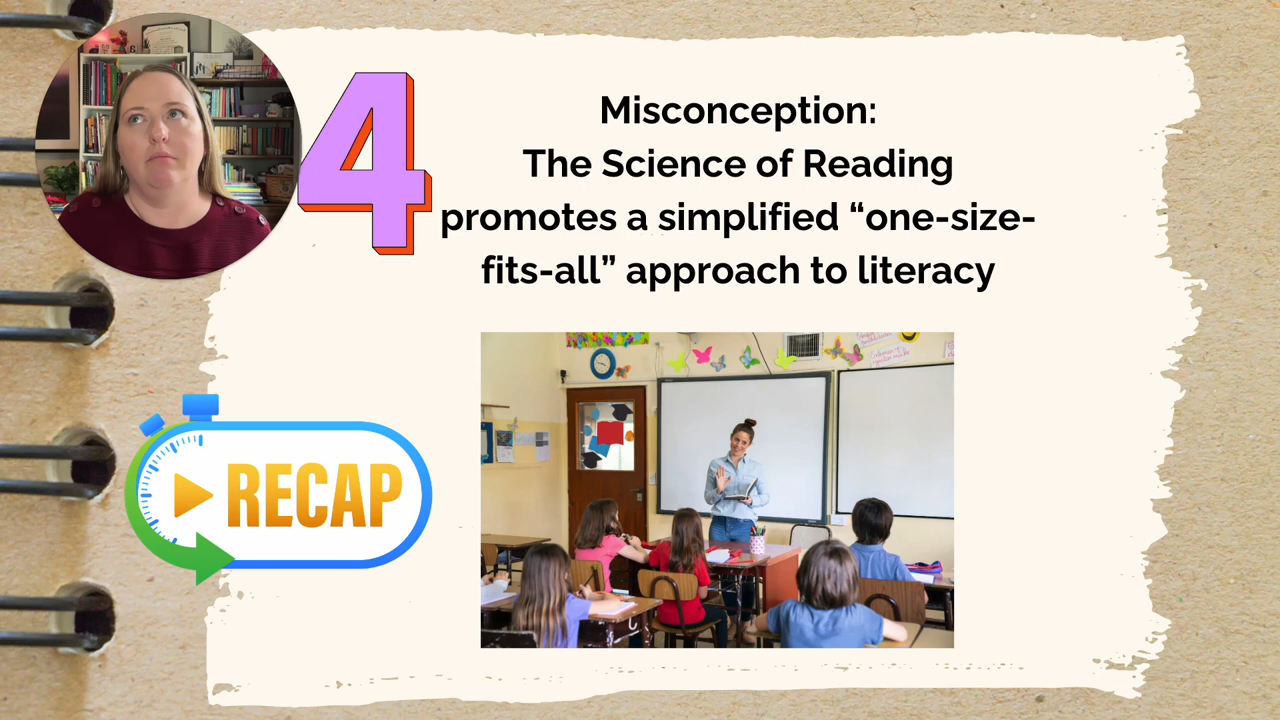 4
Misconception:
The Science of Reading
promotes a simplified “one-size-
fits-all” approach to literacy
RECAP